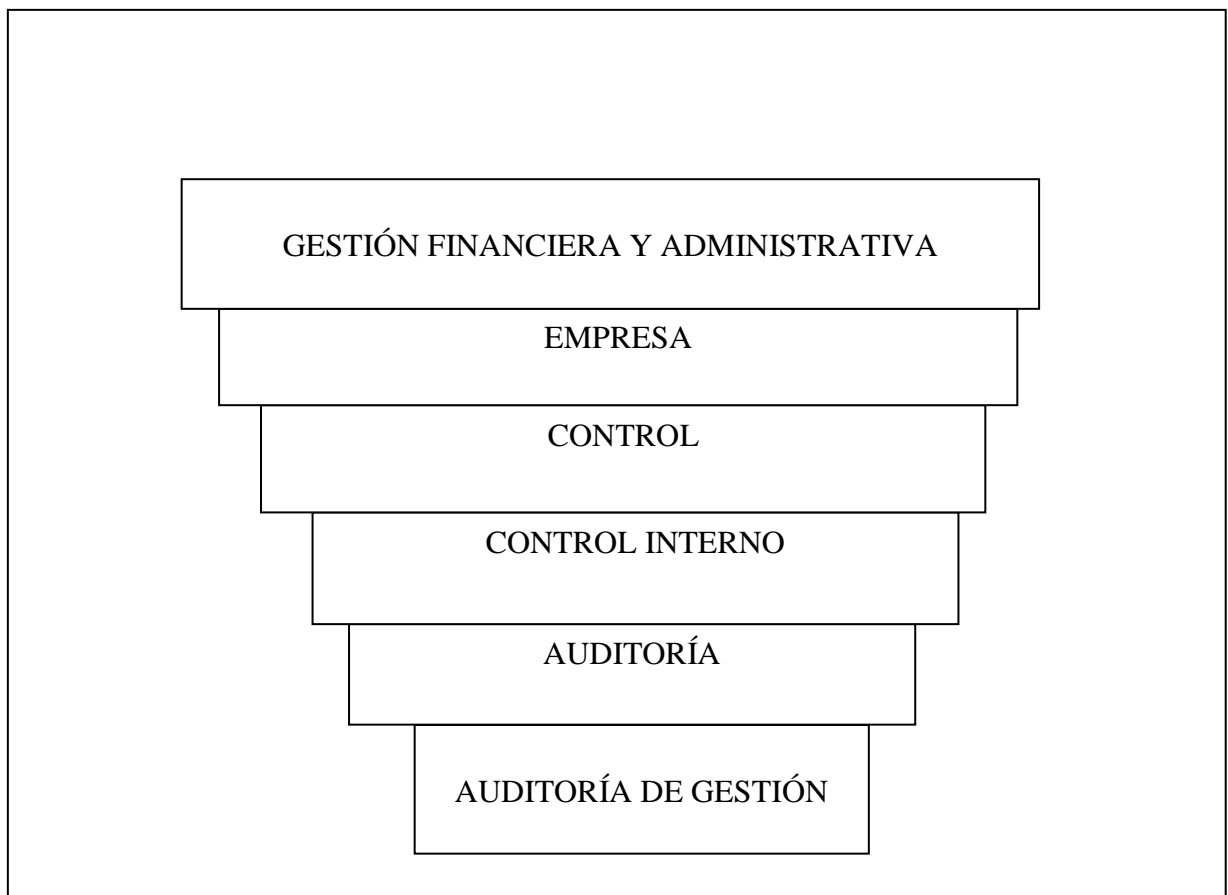 GESTIÓN FINANCIERA Y ADMINISTRATIVA
EMPRESA
CONTROL
CONTROL INTERNO
AUDITORÍA
AUDITORÍA DE GESTIÓN